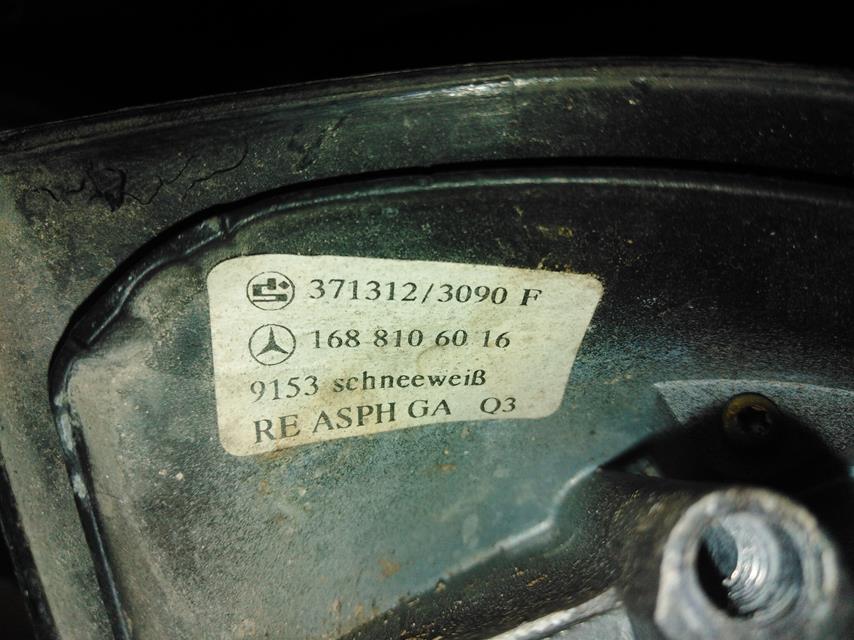 371312/3090 F
168 810 60 16
9153 schneeweiß
RE ASPH GA Q3